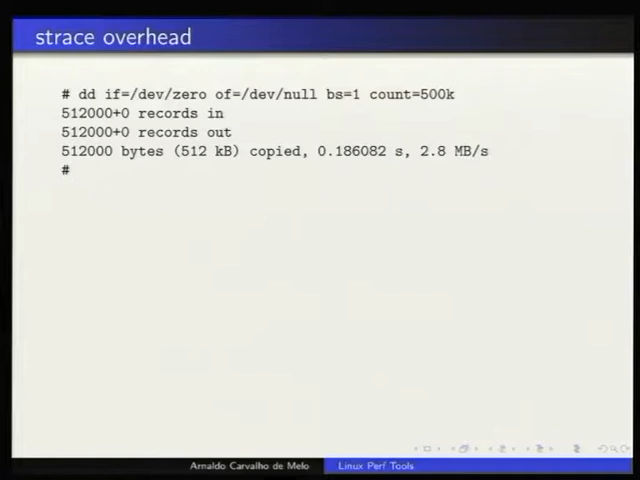 strace overhead
# dd if=/dev/zero of=/dev/null bs=1 count=500k
512000+0 records in
512000+0 records out
512000 bytes (512 kB) copied, 0.186082 s, 2.8 MB/s
#
Arnaldo Carvalho de Melo Linux Perf Tools